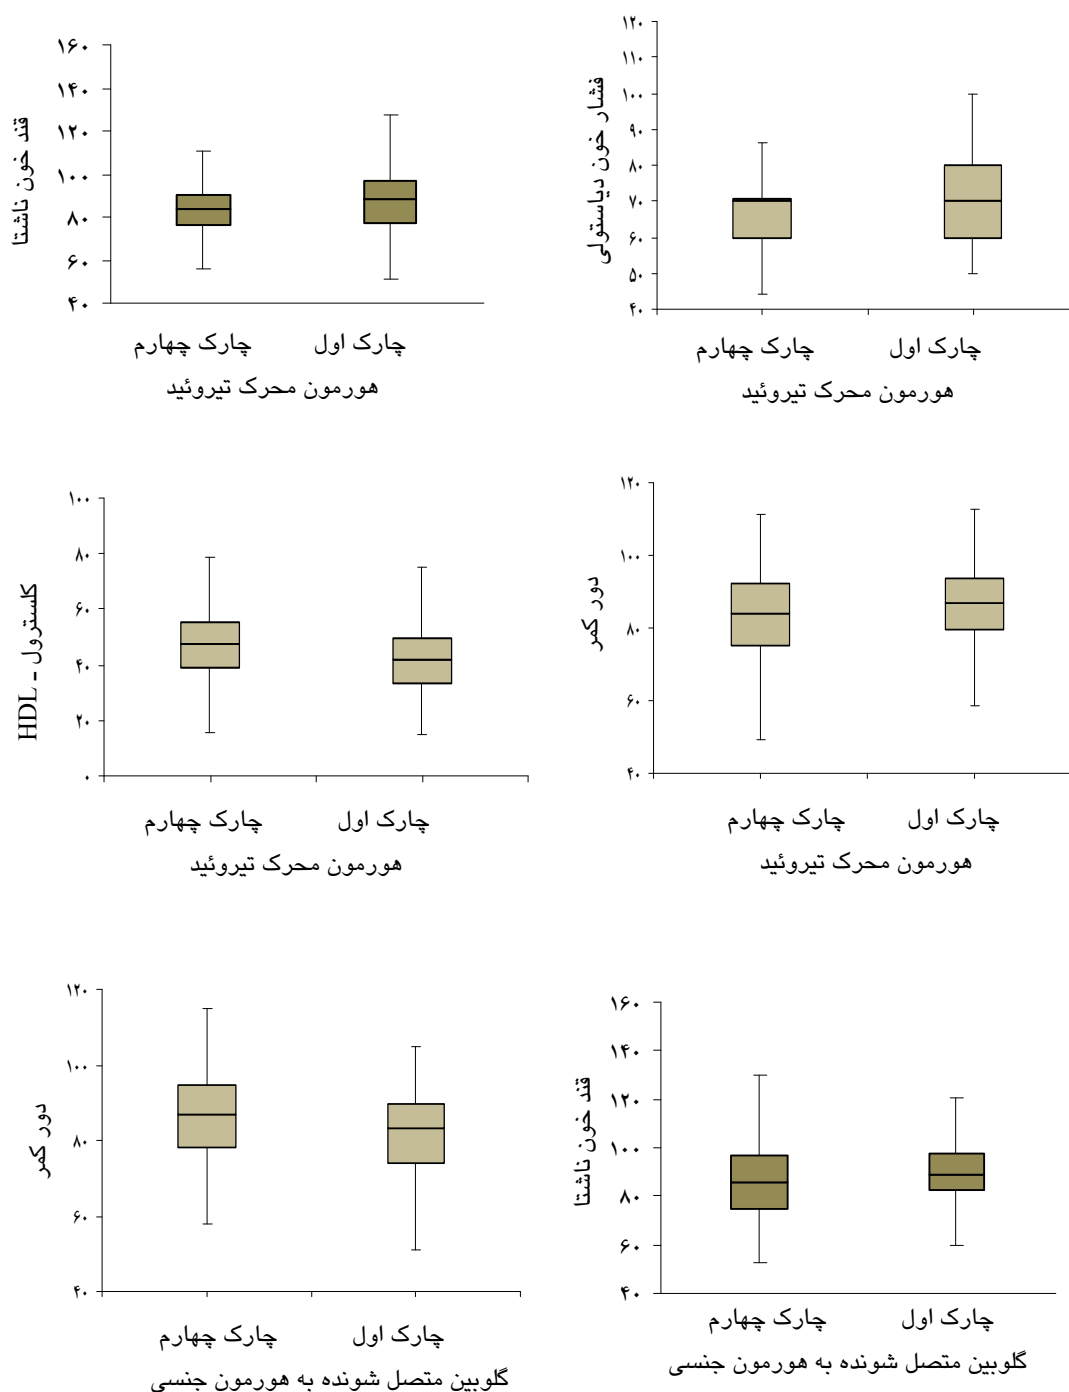 قند خون ناشتا
۱۶۰
۱۴۰
۱۲۰
۱۰۰
۸۰
۶۰
۴۰
چارک چهارم چارک اول
هورمون محرک تیروئید
فشار خون دیاستولی
۱۲۰
۱۱۰
۱۰۰
۹۰
۸۰
۷۰
۶۰
۵۰
۴۰
چارک چهارم چارک اول
هورمون محرک تیروئید
کلسترول - HDL
۱۰۰
۸۰
۶۰
۴۰
۲۰
۰
چارک چهارم چارک اول
هورمون محرک تیروئید
دور کمر
۱۲۰
۱۰۰
۸۰
۶۰
۴۰
چارک چهارم چارک اول
هورمون محرک تیروئید
دور کمر
۱۲۰
۱۰۰
۸۰
۶۰
۴۰
چارک چهارم چارک اول
گلوبین متصل شونده به هورمون جنسی
قند خون ناشتا
۱۶۰
۱۴۰
۱۲۰
۱۰۰
۸۰
۶۰
۴۰
چارک چهارم چارک اول
گلوبین متصل شونده به هورمون جنسی